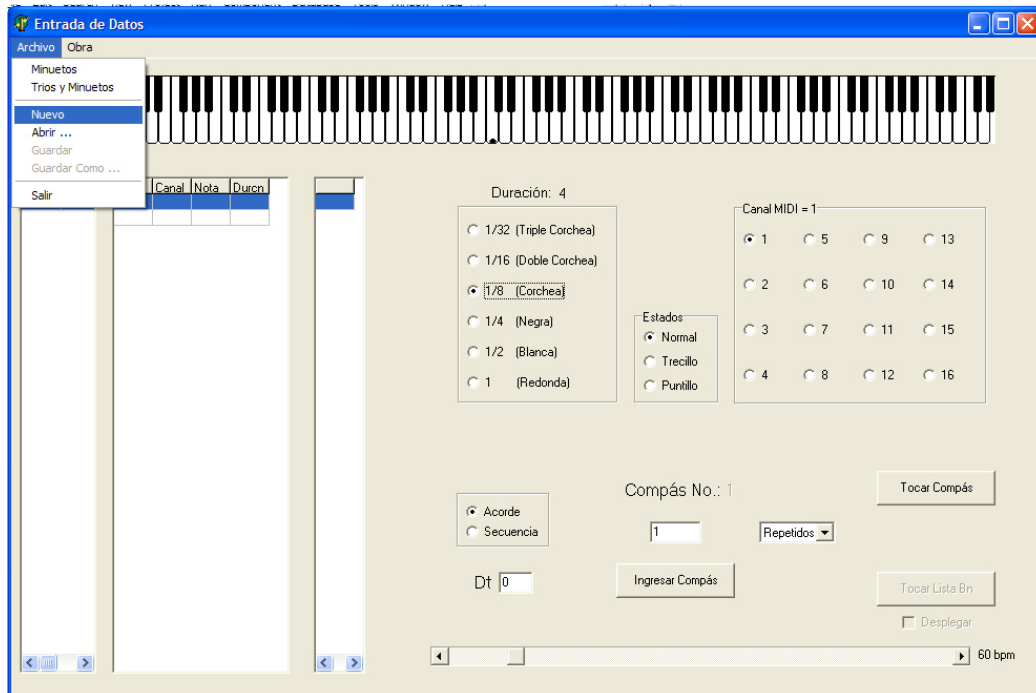 Entrada de Datos
Archivo Obra
Minuetos
Trios y Minuetos
Nuevo
Abrir ...
Guardar
Guardar Como ...
Salir
Canal Nota Durcn
Duración: 4
1/32 (Triple Corchea)
1/16 (Doble Corchea)
1/8 (Corchea)
1/4 (Negra)
1/2 (Blanca)
1 (Redonda)
Estados
Normal
Trecillo
Puntillo
Canal MIDI = 1
1 5 9 13
2 6 10 14
3 7 11 15
4 8 12 16
Acorde
Secuencia
Dt 0
Compás No.: 1
1 Repetidos
Ingresar Compás
Tocar Compás
Tocar Lista Bn
Desplegar
60 bpm